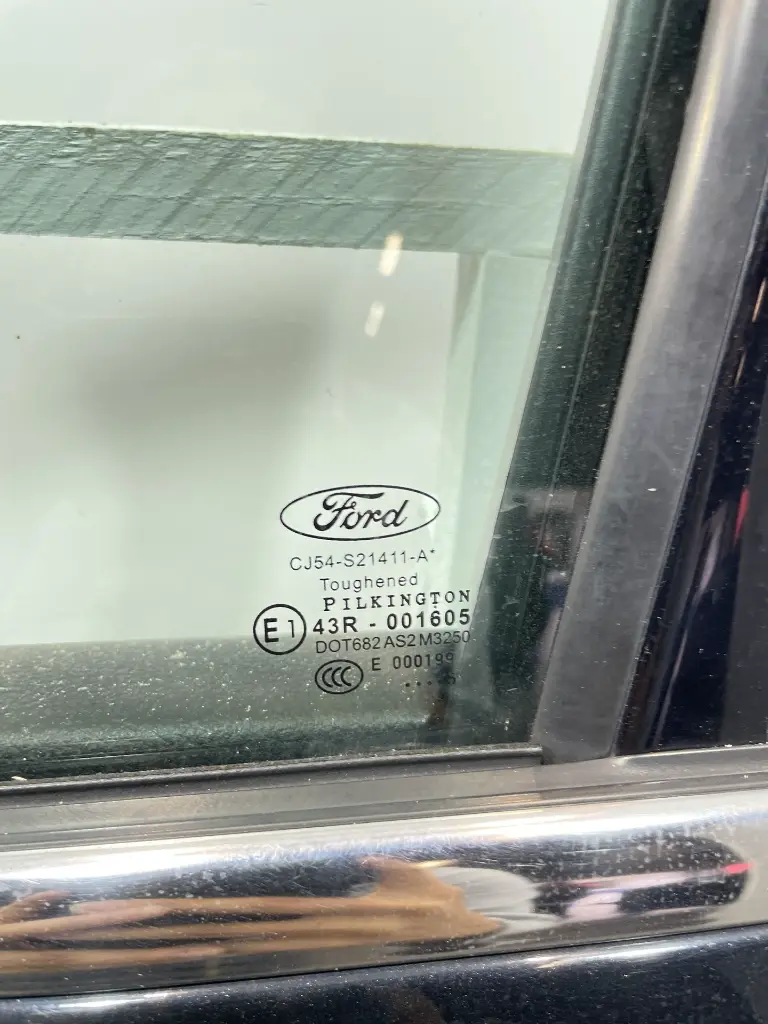 Ford
CJ54-S21411-A*
Toughened
PILKINGTON
E1 43R - 001605
DOT682 AS2 M3250
CCC E 000199